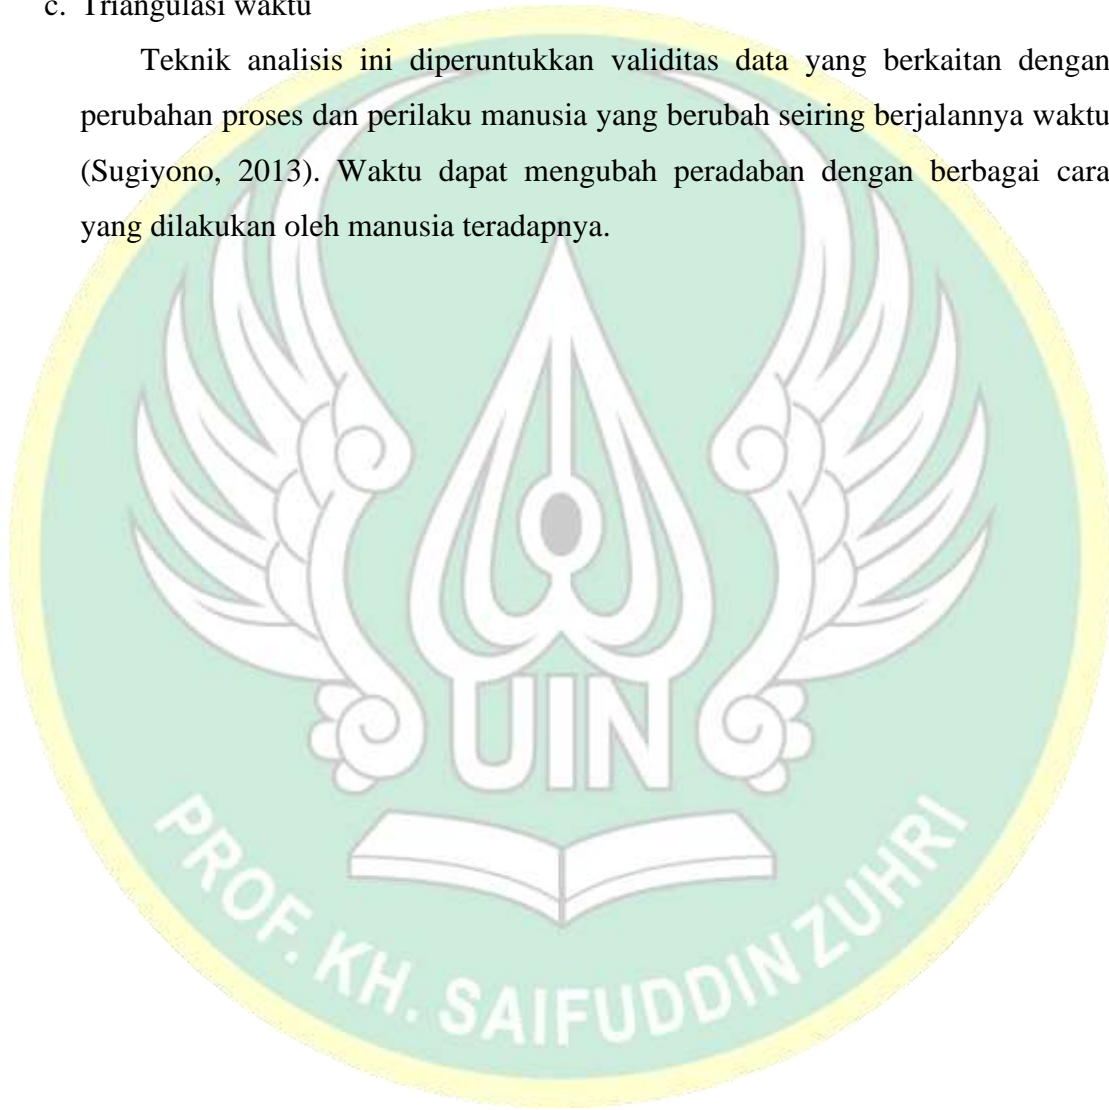 c. Triangulasi waktu
Teknik analisis ini diperuntukkan validitas data yang berkaitan dengan
perubahan proses dan perilaku manusia yang berubah seiring berjalannya waktu
(Sugiyono, 2013). Waktu dapat mengubah peradaban dengan berbagai cara
yang dilakukan oleh manusia teradapnya.
UIN
PROF. KH. SAIFUDDIN ZUHRI